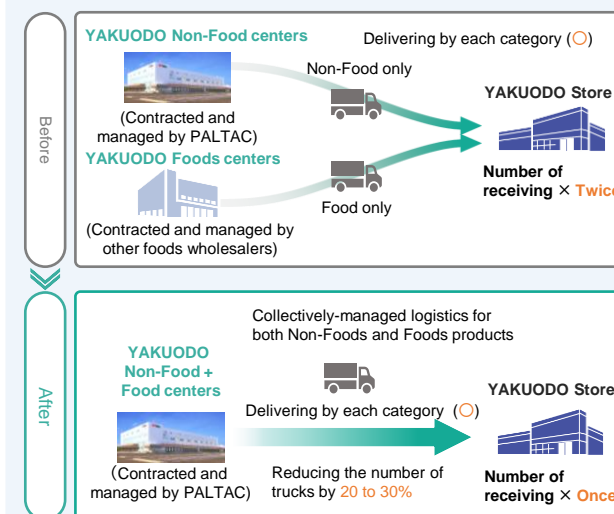 Before
YAKUODO Non-Food centers
(Contracted and
managed by PALTAC)
YAKUODO Foods centers
(Contracted and managed by
other foods wholesalers)
Delivering by each category (○)
Non-Food only
Food only
YAKUODO Store
Number of
receiving × Twice
After
Collectively-managed logistics for
both Non-Foods and Foods products
YAKUODO
Non-Food +
Food centers
(Contracted and
managed by PALTAC)
Delivering by each category (○)
Reducing the number of
trucks by 20 to 30%
YAKUODO Store
Number of
receiving × Once